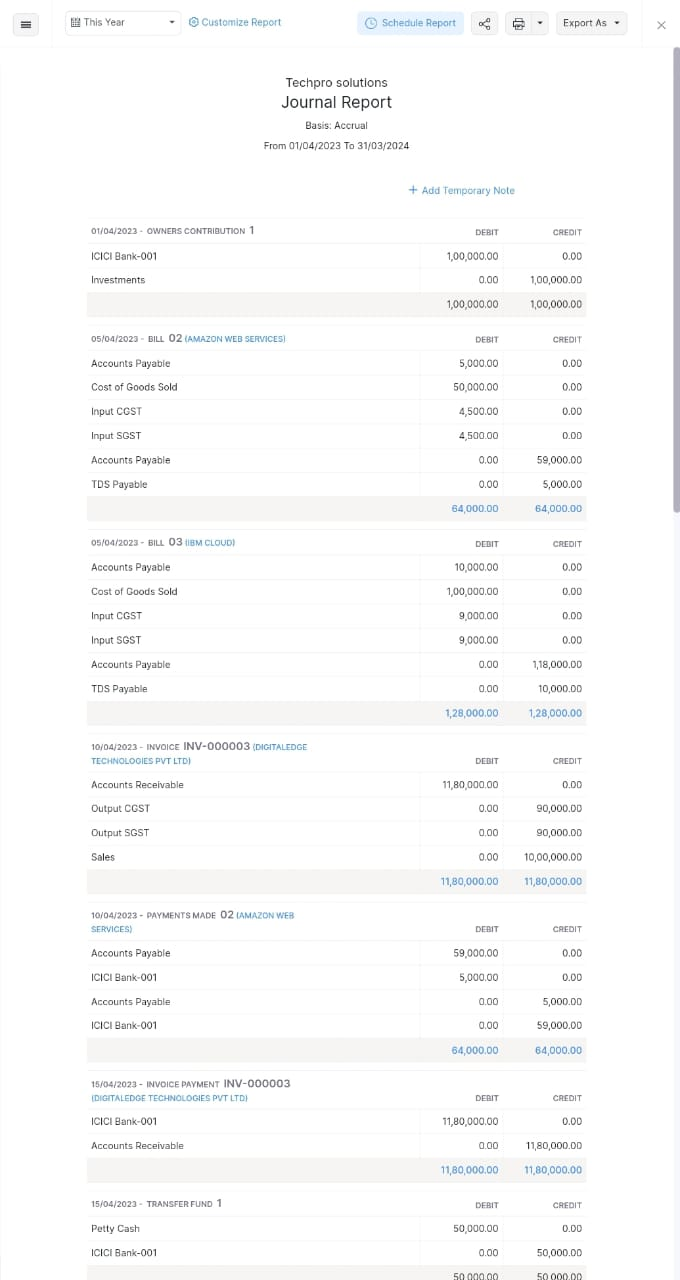 This Year
Customize Report
Schedule Report
Export As
Techpro solutions
Journal Report
Basis: Accrual
From 01/04/2023 To 31/03/2024
+ Add Temporary Note
01/04/2023 - OWNERS CONTRIBUTION 1 DEBIT CREDIT
ICICI Bank-001 1,00,000.00 0.00
Investments 0.00 1,00,000.00
1,00,000.00 1,00,000.00
05/04/2023 - BILL 02 (AMAZON WEB SERVICES) DEBIT CREDIT
Accounts Payable 5,000.00 0.00
Cost of Goods Sold 50,000.00 0.00
Input CGST 4,500.00 0.00
Input SGST 4,500.00 0.00
Accounts Payable 0.00 59,000.00
TDS Payable 0.00 5,000.00
64,000.00 64,000.00
05/04/2023 - BILL 03 (IBM CLOUD) DEBIT CREDIT
Accounts Payable 10,000.00 0.00
Cost of Goods Sold 1,00,000.00 0.00
Input CGST 9,000.00 0.00
Input SGST 9,000.00 0.00
Accounts Payable 0.00 1,18,000.00
TDS Payable 0.00 10,000.00
1,28,000.00 1,28,000.00
10/04/2023 - INVOICE INV-000003 (DIGITALEDGE
TECHNOLOGIES PVT LTD) DEBIT CREDIT
Accounts Receivable 11,80,000.00 0.00
Output CGST 0.00 90,000.00
Output SGST 0.00 90,000.00
Sales 0.00 10,00,000.00
11,80,000.00 11,80,000.00
10/04/2023 - PAYMENTS MADE 02 (AMAZON WEB
SERVICES) DEBIT CREDIT
Accounts Payable 59,000.00 0.00
ICICI Bank-001 5,000.00 0.00
Accounts Payable 0.00 5,000.00
ICICI Bank-001 0.00 59,000.00
64,000.00 64,000.00
15/04/2023 - INVOICE PAYMENT INV-000003
(DIGITALEDGE TECHNOLOGIES PVT LTD) DEBIT CREDIT
ICICI Bank-001 11,80,000.00 0.00
Accounts Receivable 0.00 11,80,000.00
11,80,000.00 11,80,000.00
15/04/2023 - TRANSFER FUND 1 DEBIT CREDIT
Petty Cash 50,000.00 0.00
ICICI Bank-001 0.00 50,000.00
50,000.00 50,000.00